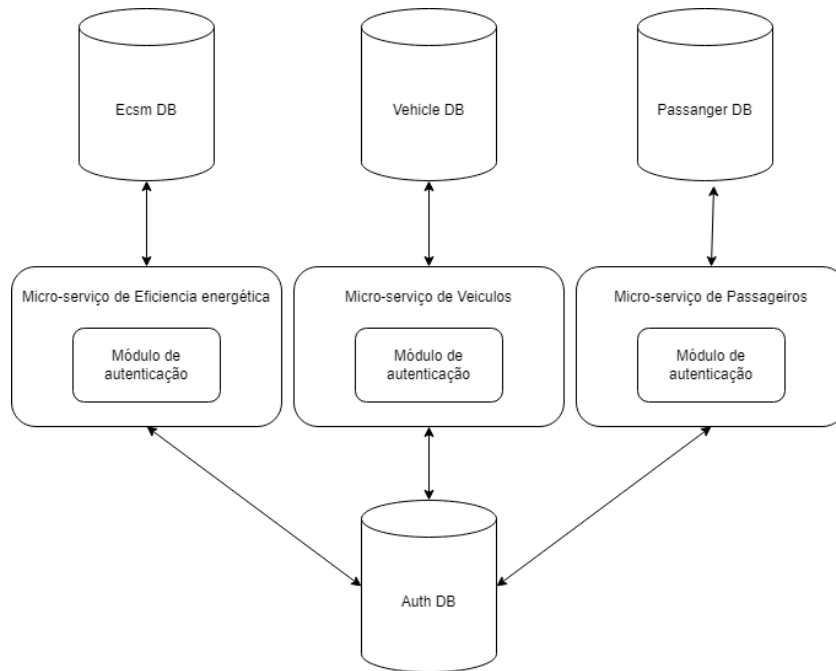 Ecsm DB
Vehicle DB
Passanger DB
Micro-serviço de Eficiencia energética
Micro-serviço de Veiculos
Micro-serviço de Passageiros
Módulo de
autenticação
Módulo de
autenticação
Módulo de
autenticação
Auth DB